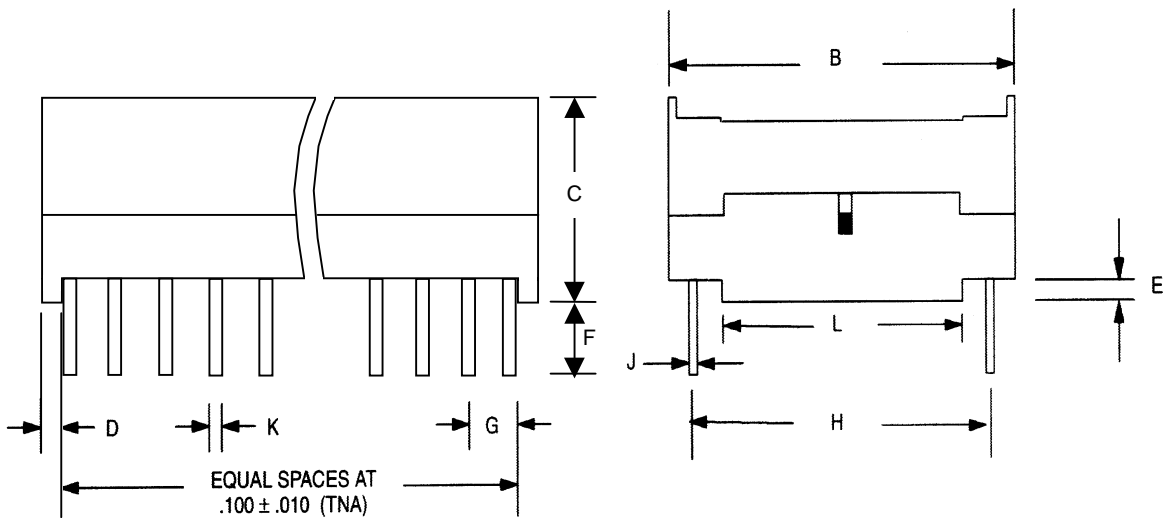 B
C
E
F
L
J
D
K
G
H
EQUAL SPACES AT
.100 ± .010 (TNA)